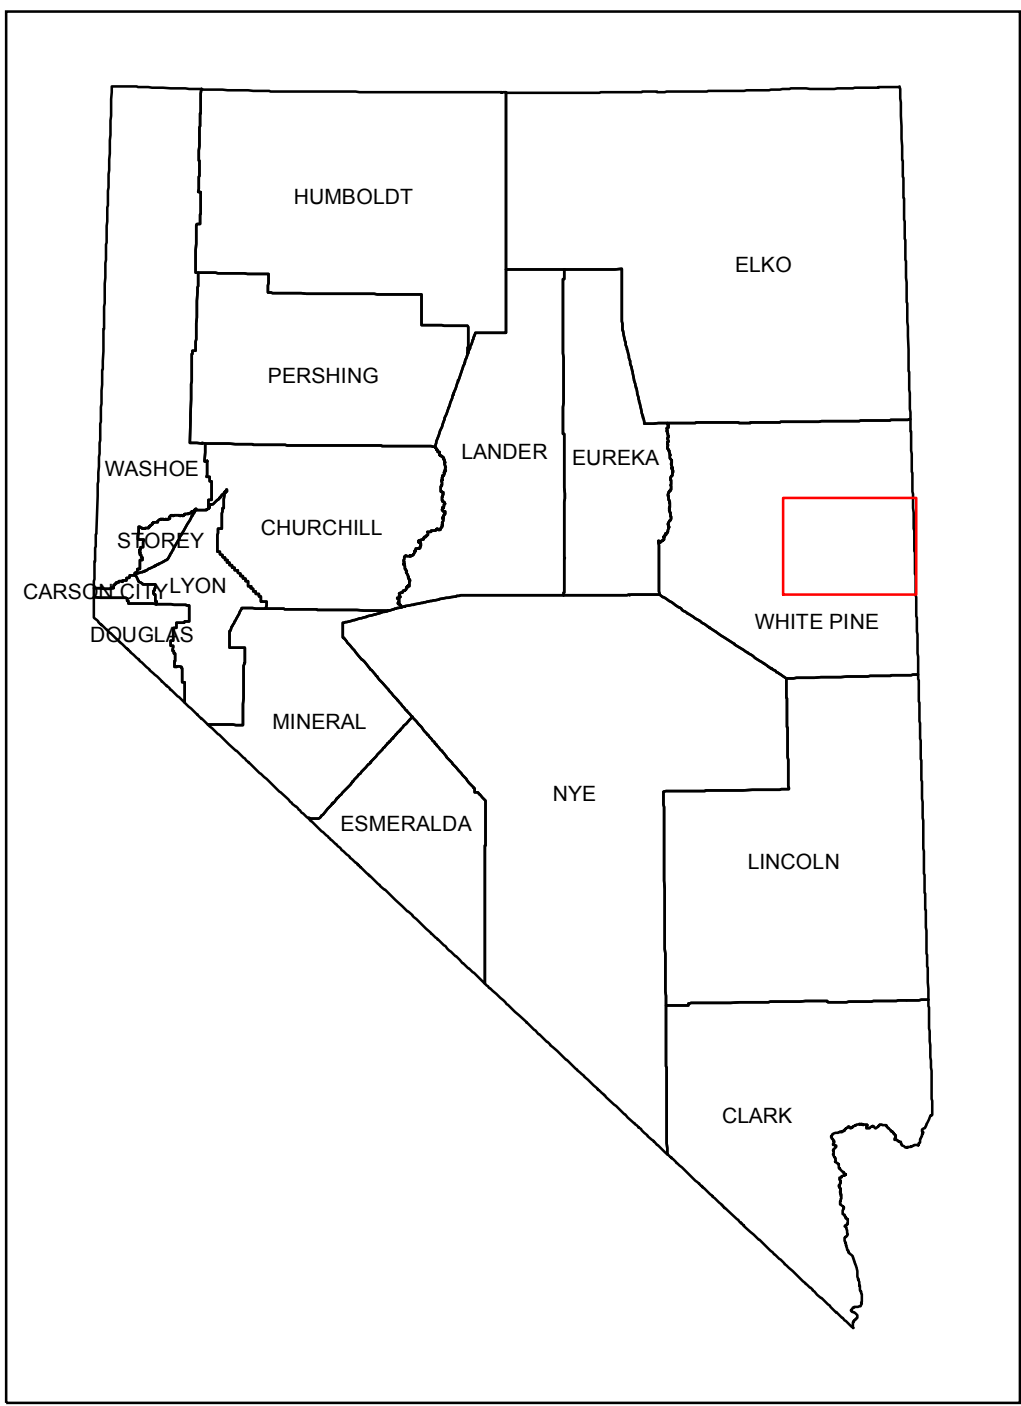 HUMBOLDT
ELKO
PERSHING
LANDER
EUREKA
WASHOE
CHURCHILL
STOREY
CARSON CITY
LYON
WHITE PINE
DOUGLAS
MINERAL
NYE
ESMERALDA
LINCOLN
CLARK